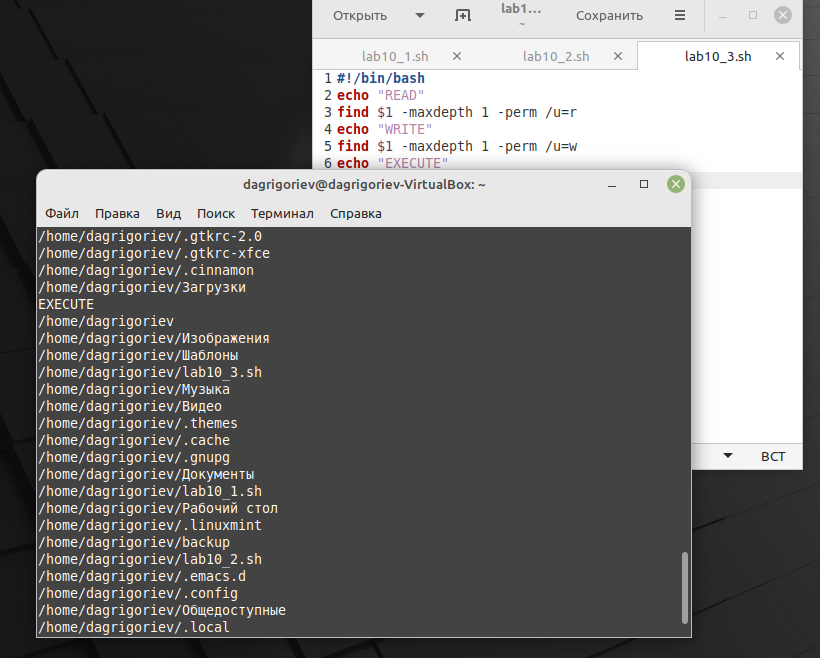 Открыть
lab1...
~
Сохранить
lab10_1.sh
lab10_2.sh
lab10_3.sh
1 #!/bin/bash
2 echo "READ"
3 find $1 -maxdepth 1 -perm /u=r
4 echo "WRITE"
5 find $1 -maxdepth 1 -perm /u=w
6 echo "EXECUTE"
dagrigoriev@dagrigoriev-VirtualBox: ~
Файл Правка Вид Поиск Терминал Справка
/home/dagrigoriev/.gtkrc-2.0
/home/dagrigoriev/.gtkrc-xfce
/home/dagrigoriev/.cinnamon
/home/dagrigoriev/Загрузки
EXECUTE
/home/dagrigoriev
/home/dagrigoriev/Изображения
/home/dagrigoriev/Шаблоны
/home/dagrigoriev/lab10_3.sh
/home/dagrigoriev/Музыка
/home/dagrigoriev/Видео
/home/dagrigoriev/.themes
/home/dagrigoriev/.cache
/home/dagrigoriev/.gnupg
/home/dagrigoriev/Документы
/home/dagrigoriev/lab10_1.sh
/home/dagrigoriev/Рабочий стол
/home/dagrigoriev/.linuxmint
/home/dagrigoriev/backup
/home/dagrigoriev/lab10_2.sh
/home/dagrigoriev/.emacs.d
/home/dagrigoriev/.config
/home/dagrigoriev/Общедоступные
/home/dagrigoriev/.local
ВСТ